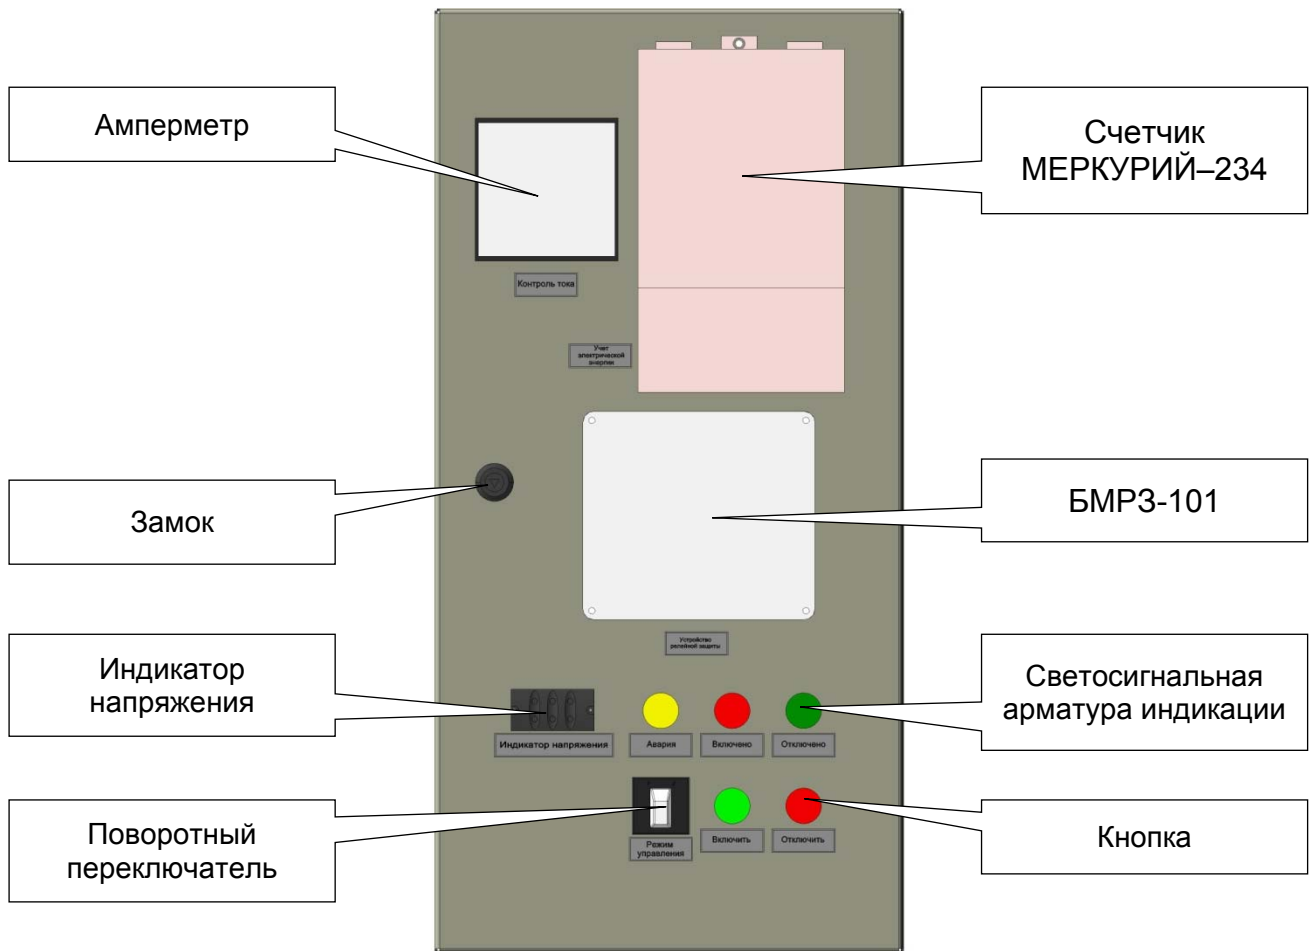 Амперметр
Счетчик
МЕРКУРИЙ–234
Контроль тока
Учет
электрической
энергии
Замок
БМРЗ-101
Устройство
релейной защиты
Индикатор
напряжения
Светосигнальная
арматура индикации
Индикатор напряжения
Авария
Включено
Отключено
Поворотный
переключатель
Режим
управления
Включить
Отключить
Кнопка